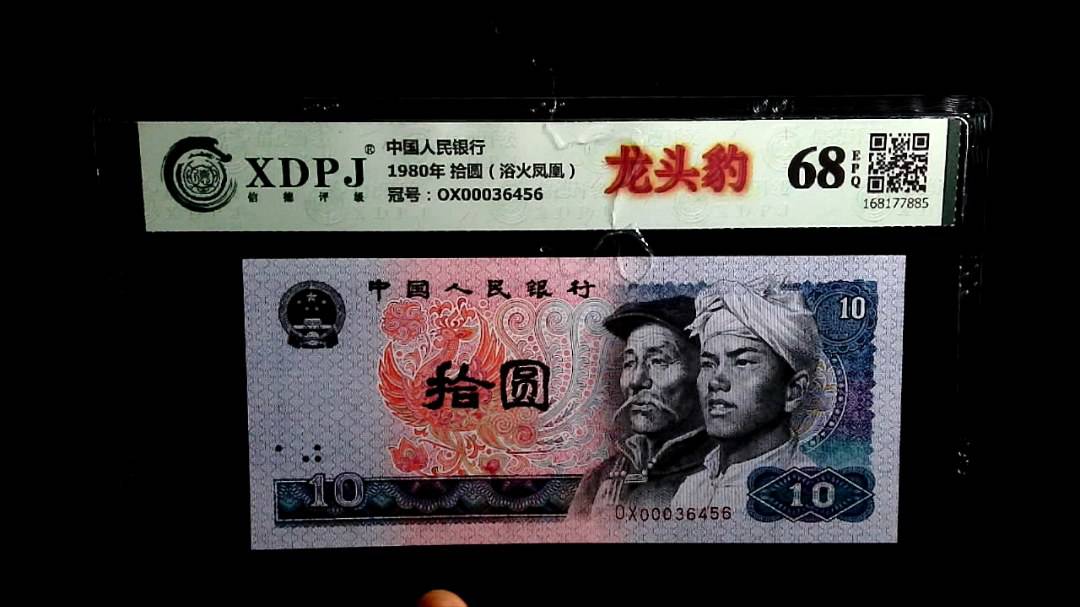 XDPJ®
信德评级
中国人民银行
1980年 拾圆（浴火凤凰）
冠号：OX00036456
龙头豹
68
EPQ
168177885
中国人民银行
10
拾圆
10
OX00036456
10